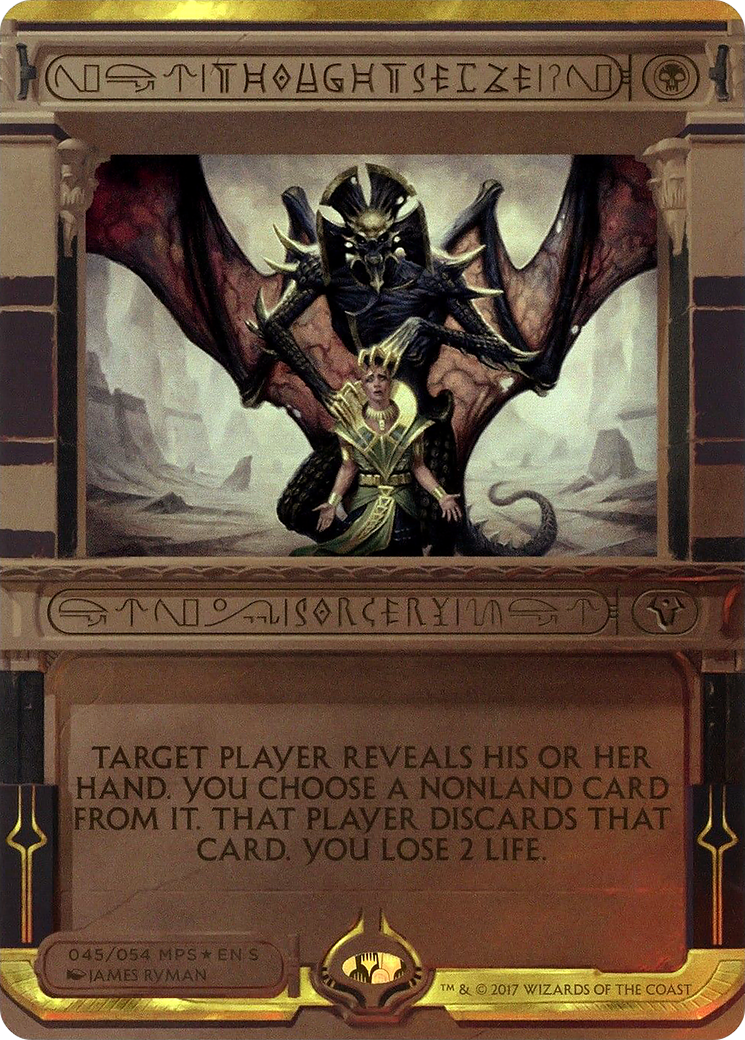 THOUGHTSEIZE
SORCERY
TARGET PLAYER REVEALS HIS OR HER
HAND. YOU CHOOSE A NONLAND CARD
FROM IT. THAT PLAYER DISCARDS THAT
CARD. YOU LOSE 2 LIFE.
045/054 MPS★EN S
JAMES RYMAN
™ & © 2017 WIZARDS OF THE COAST